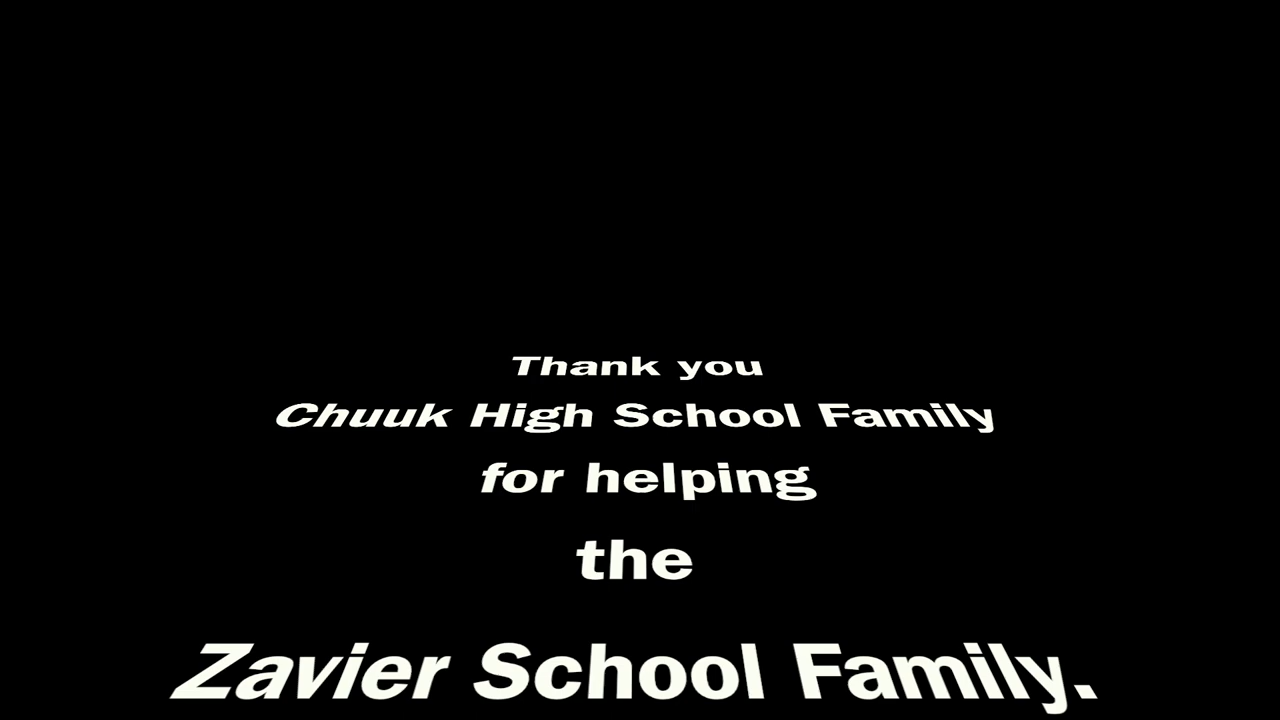 Thank you
Chuuk High School Family
for helping
the
Zavier School Family.